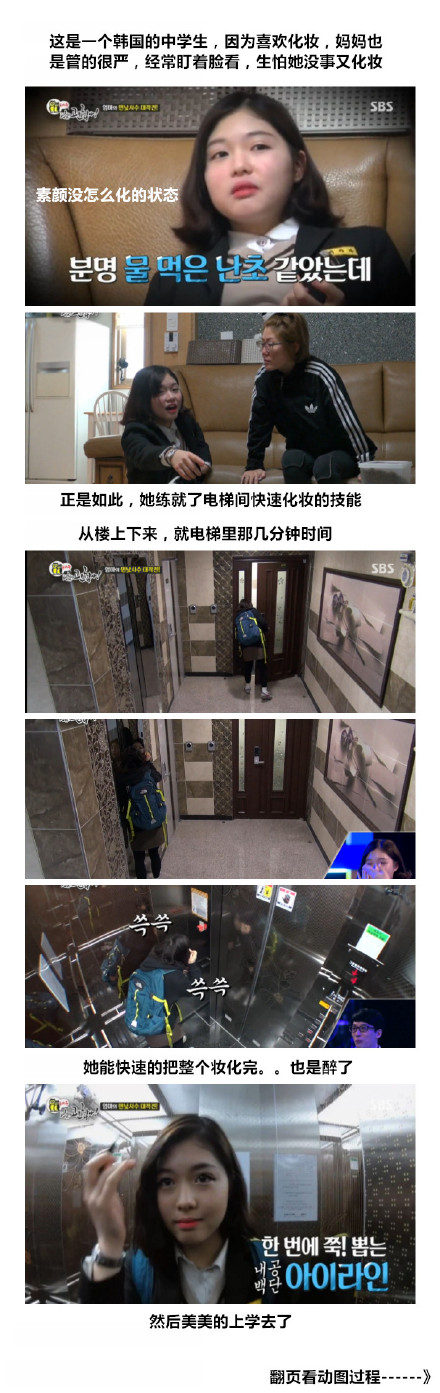 这是一个韩国的中学生，因为喜欢化妆，妈妈也
是管的很严，经常盯着脸看，生怕她没事又化妆
SBS
素颜没怎么化的状态
분명 물 먹은 난초 같았는데
正是如此，她练就了电梯间快速化妆的技能
从楼上下来，就电梯里那几分钟时间
SBS
쓱쓱
쓱쓱
她能快速的把整个妆化完。。也是醉了
SBS
한 번에 쭉! 뽑는
내공
백단 아이라인
然后美美的上学去了
翻页看动图过程------》